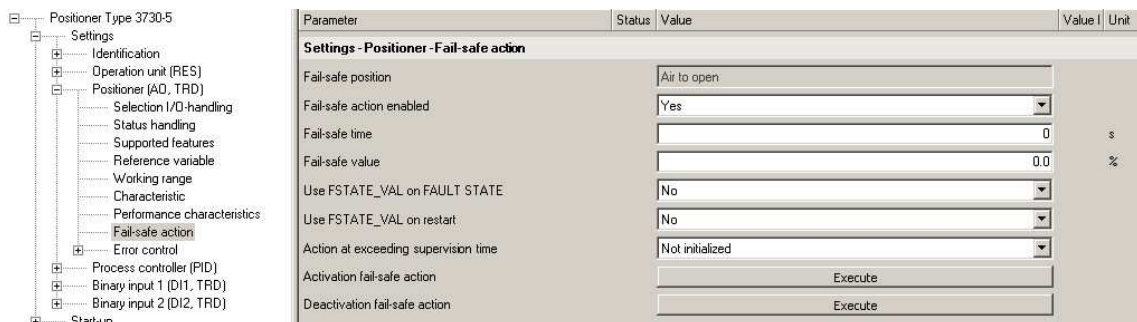 Positioner Type 3730-5
Settings
Identification
Operation unit (RES)
Positioner (AO, TRD)
Selection I/O-handling
Status handling
Supported features
Reference variable
Working range
Characteristic
Performance characteristics
Fail-safe action
Error control
Process controller (PID)
Binary input 1 (DI1, TRD)
Binary input 2 (DI2, TRD)
Start-up
Parameter Status Value Value I Unit
Settings - Positioner - Fail-safe action
Fail-safe position Air to open
Fail-safe action enabled Yes
Fail-safe time 0 s
Fail-safe value 0.0 %
Use FSTATE_VAL on FAULT STATE No
Use FSTATE_VAL on restart No
Action at exceeding supervision time Not initialized
Activation fail-safe action Execute
Deactivation fail-safe action Execute